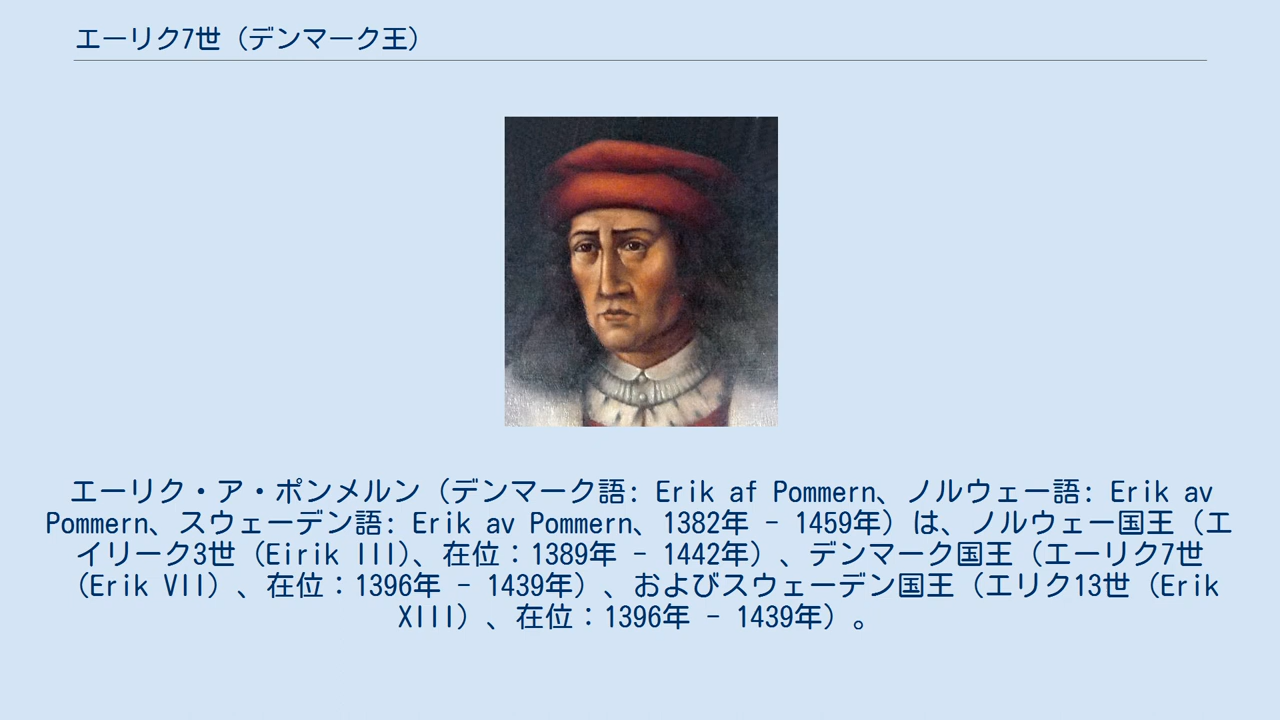 エーリク7世（デンマーク王）
エーリク・ア・ポンメルン（デンマーク語: Erik af Pommern、ノルウェー語: Erik av
Pommern、スウェーデン語: Erik av Pommern、1382年 - 1459年）は、ノルウェー国王（エ
イリーク3世（Eirik III)、在位：1389年 - 1442年）、デンマーク国王（エーリク7世
（Erik VII）、在位：1396年 - 1439年）、およびスウェーデン国王（エリク13世（Erik
XIII）、在位：1396年 - 1439年）。